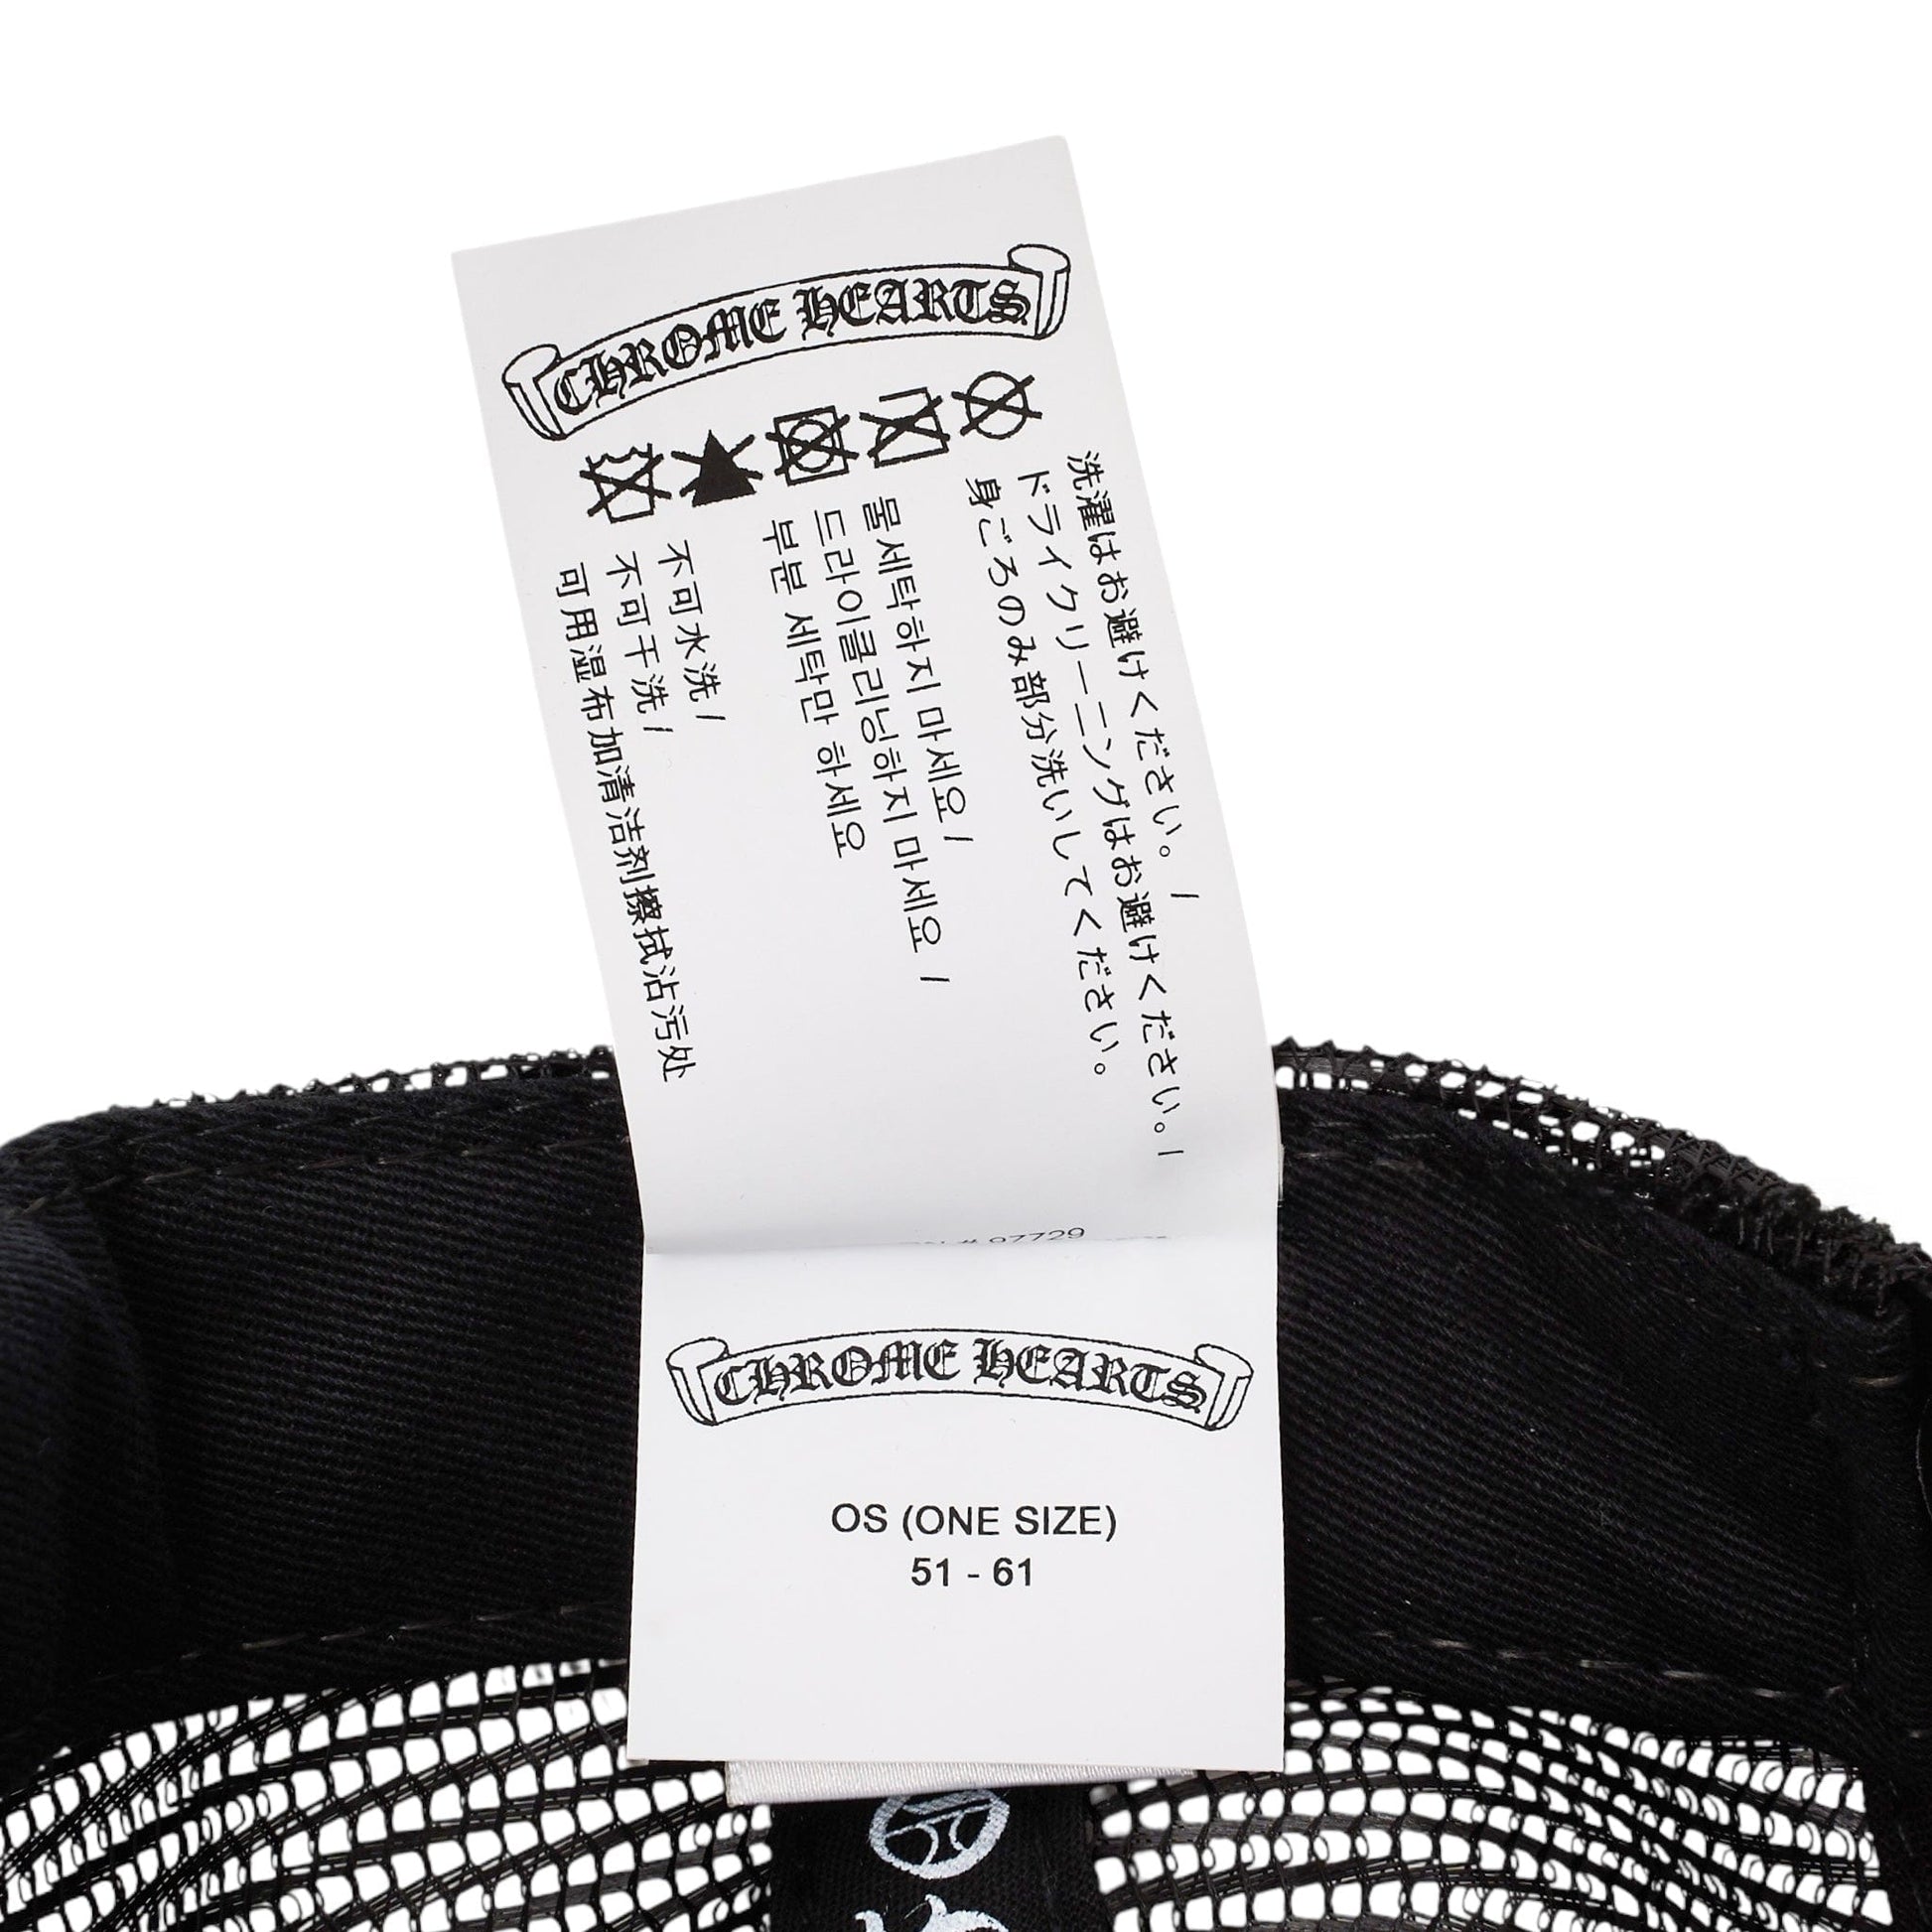 CHROME HEARTS
洗濯はお避けください。/
ドライクリーニングはお避けください。/
身ごろのみ部分洗いしてください。
물세탁하지 마세요 /
드라이클리닝하지 마세요 /
부분 세탁만 하세요
不可水洗 /
不可干洗 /
可用湿布加清洁剂擦拭沾污处
# 97729
CHROME HEARTS
OS (ONE SIZE)
51 - 61